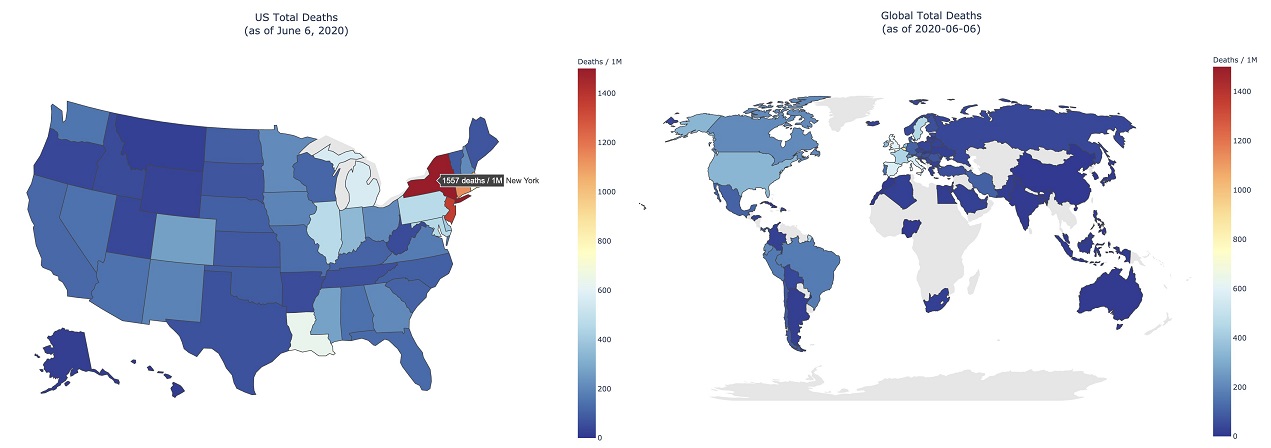 US Total Deaths
(as of June 6, 2020)
Deaths / 1M
1400
1200
1000
800
600
400
200
0
1557 deaths / 1M New York
Global Total Deaths
(as of 2020-06-06)
Deaths / 1M
1400
1200
1000
800
600
400
200
0